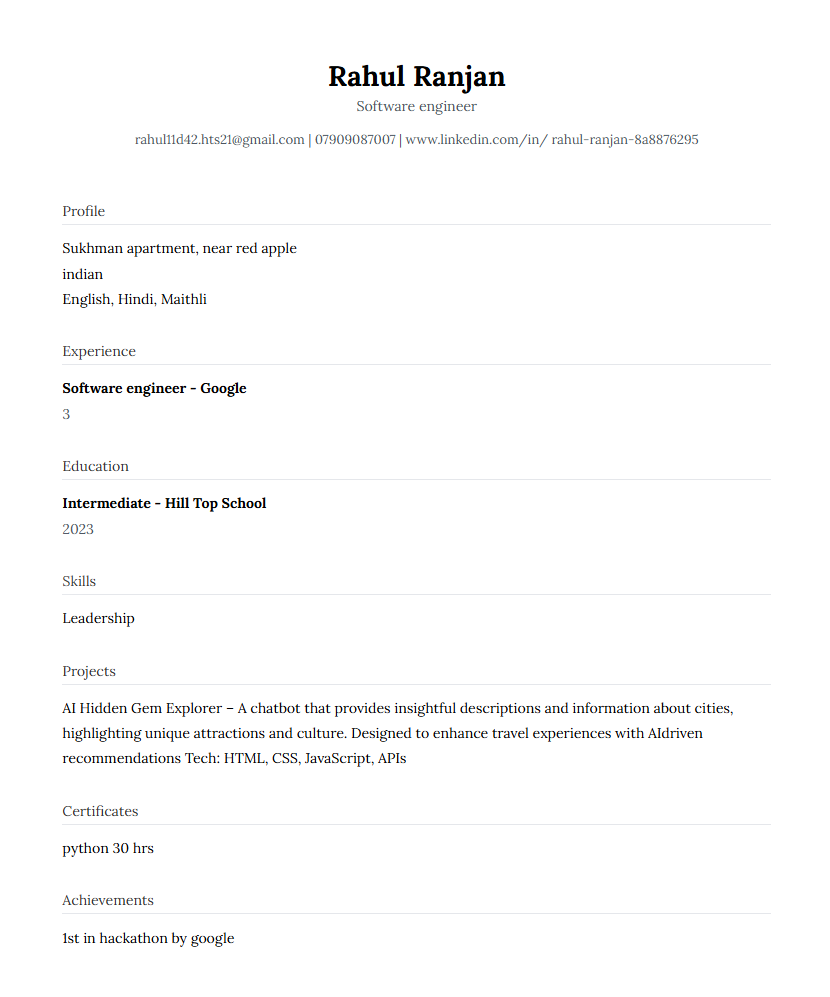 Rahul Ranjan
Software engineer
rahul11d42.hts21@gmail.com | 07909087007 | www.linkedin.com/in/ rahul-ranjan-8a8876295
Profile
Sukhman apartment, near red apple
indian
English, Hindi, Maithli
Experience
Software engineer - Google
3
Education
Intermediate - Hill Top School
2023
Skills
Leadership
Projects
AI Hidden Gem Explorer – A chatbot that provides insightful descriptions and information about cities,
highlighting unique attractions and culture. Designed to enhance travel experiences with AIdriven
recommendations Tech: HTML, CSS, JavaScript, APIs
Certificates
python 30 hrs
Achievements
1st in hackathon by google